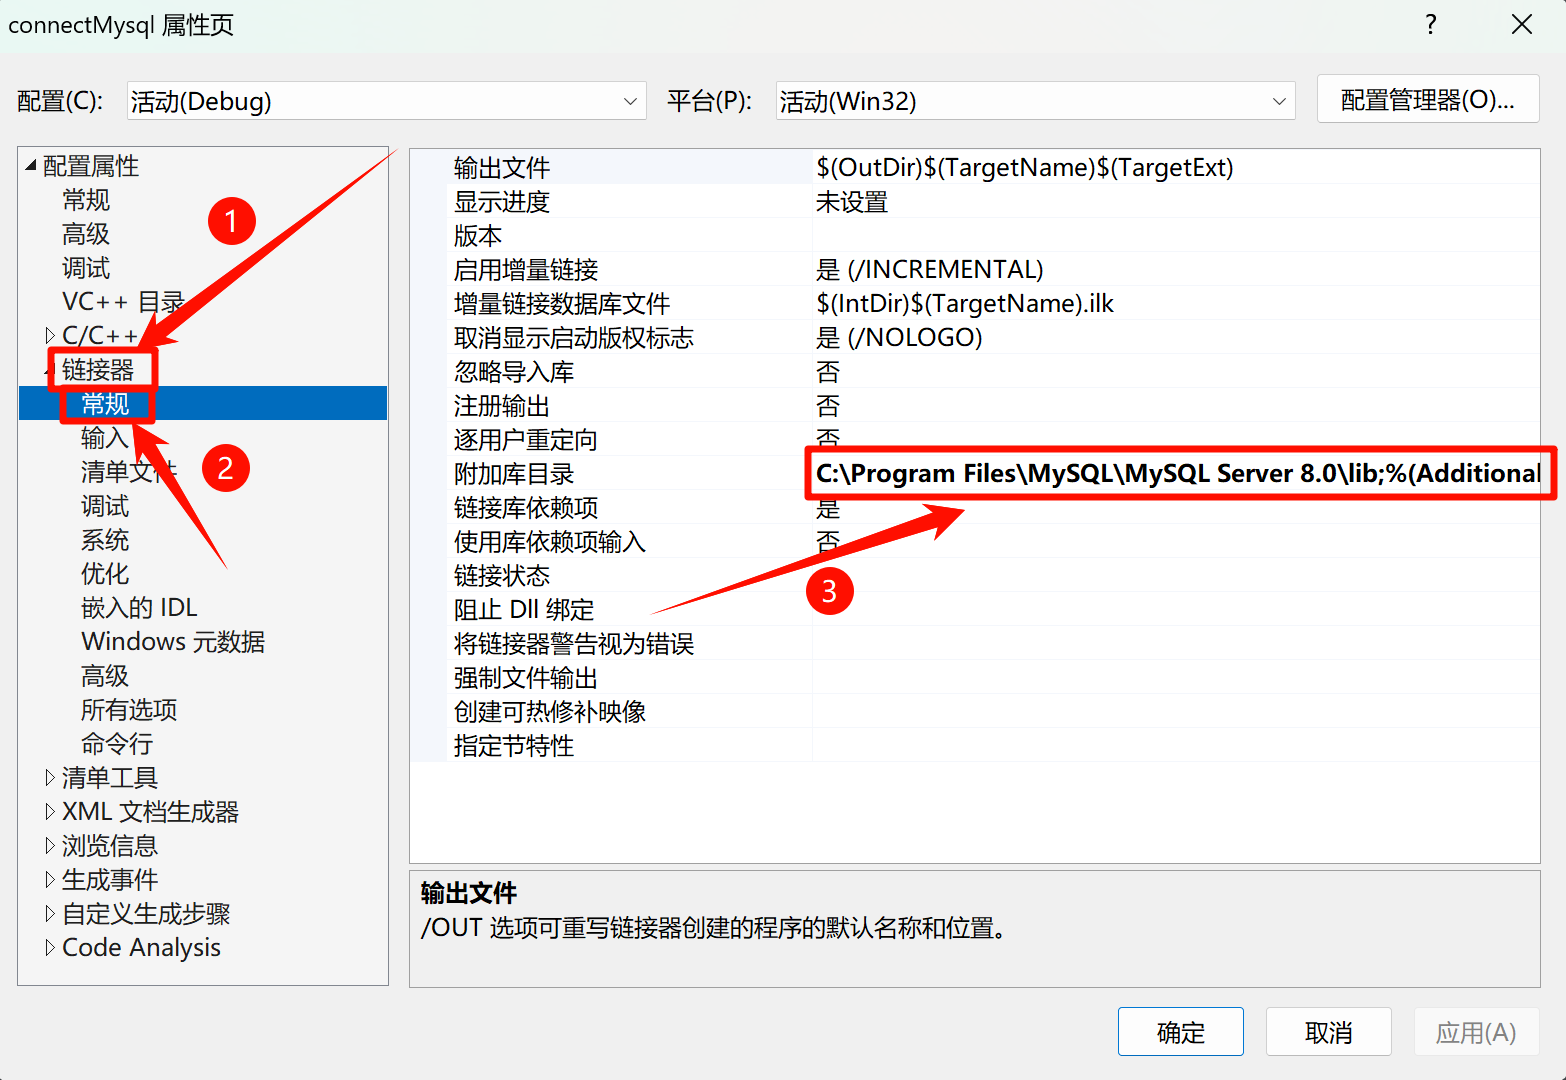 connectMysql 属性页
?
配置(C):
活动(Debug)
平台(P):
活动(Win32)
配置管理器(O)...
配置属性
常规
高级
调试
VC++ 目录
C/C++
链接器
常规
输入
清单文件
调试
系统
优化
嵌入的 IDL
Windows 元数据
高级
所有选项
命令行
清单工具
XML 文档生成器
浏览信息
生成事件
自定义生成步骤
Code Analysis
1
2
输出文件 $(OutDir)$(TargetName)$(TargetExt)
显示进度 未设置
版本
启用增量链接 是 (/INCREMENTAL)
增量链接数据库文件 $(IntDir)$(TargetName).ilk
取消显示启动版权标志 是 (/NOLOGO)
忽略导入库 否
注册输出 否
逐用户重定向 否
附加库目录 C:\Program Files\MySQL\MySQL Server 8.0\lib;%(Additional
链接库依赖项 是
使用库依赖项输入 否
链接状态
阻止 Dll 绑定
将链接器警告视为错误
强制文件输出
创建可热修补映像
指定节特性
3
输出文件
/OUT 选项可重写链接器创建的程序的默认名称和位置。
确定
取消
应用(A)